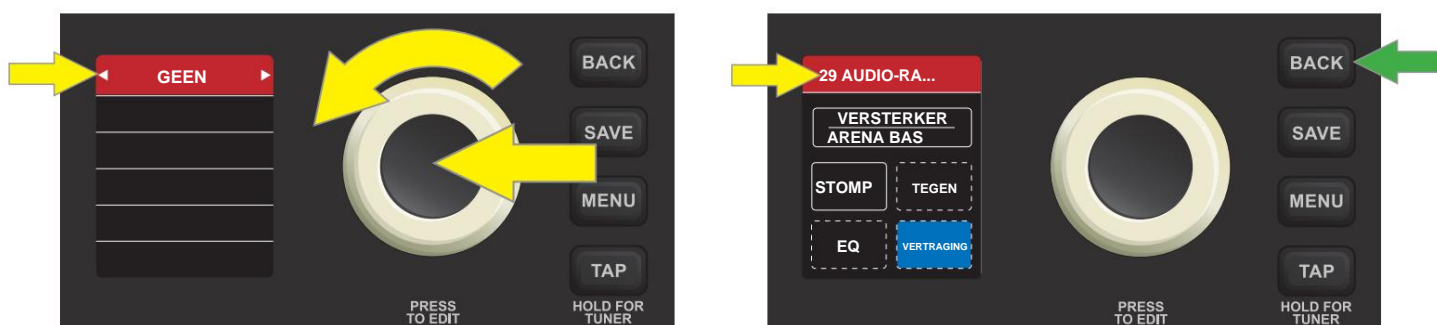 GEEN
BACK
SAVE
MENU
TAP
PRESS
TO EDIT
HOLD FOR
TUNER
29 AUDIO-RA...
VERSTERKER
ARENA BAS
STOMP
TEGEN
EQ
VERTRAGING
BACK
SAVE
MENU
TAP
PRESS
TO EDIT
HOLD FOR
TUNER